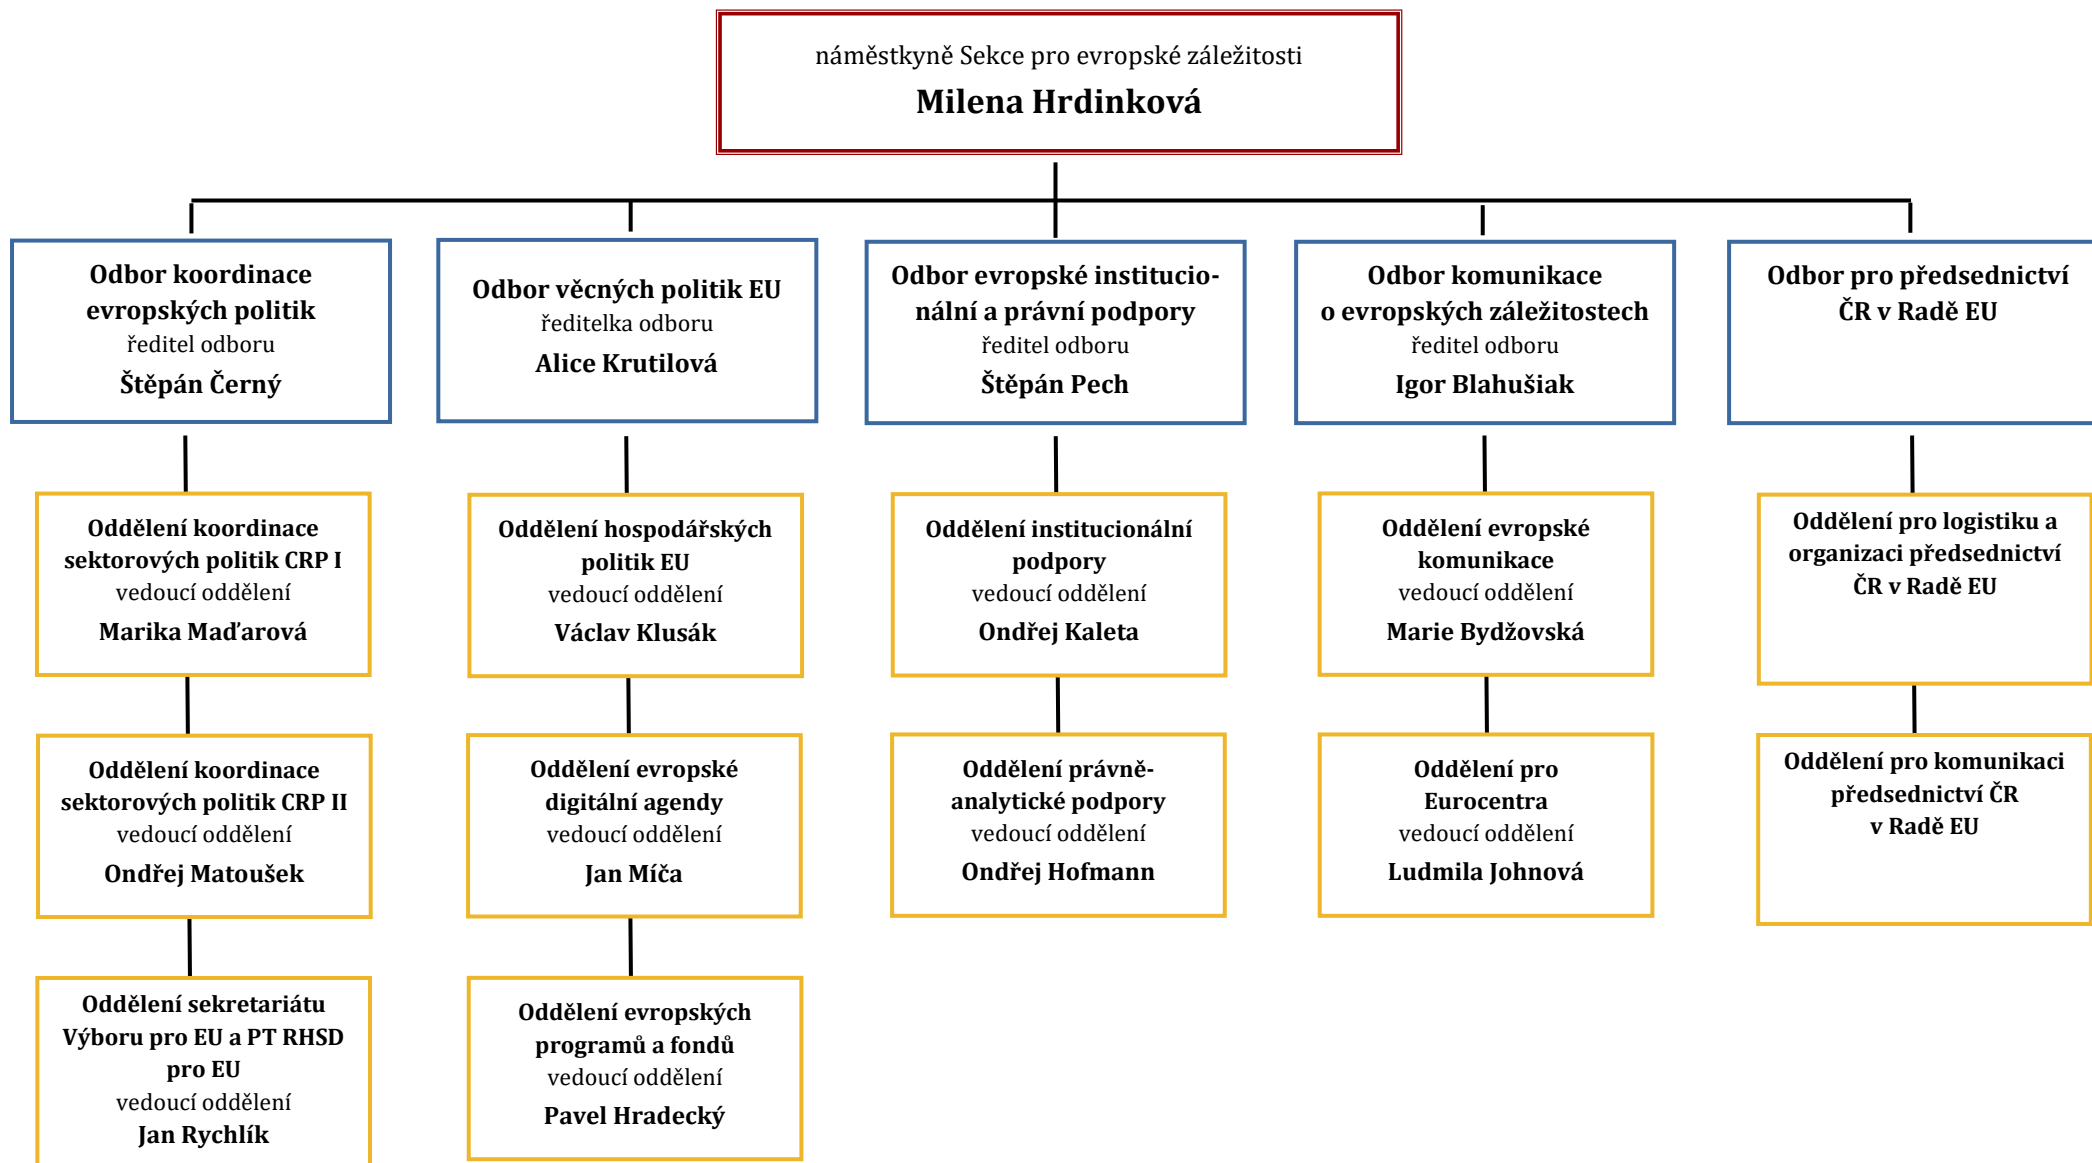 náměstkyně Sekce pro evropské záležitosti
Milena Hrdinková
Odbor koordinace
evropských politik
ředitel odboru
Štěpán Černý
Odbor věcných politik EU
ředitelka odboru
Alice Krutilová
Odbor evropské institucio-
nální a právní podpory
ředitel odboru
Štěpán Pech
Odbor komunikace
o evropských záležitostech
ředitel odboru
Igor Blahušiak
Odbor pro předsednictví
ČR v Radě EU
Oddělení koordinace
sektorových politik CRP I
vedoucí oddělení
Marika Maďarová
Oddělení hospodářských
politik EU
vedoucí oddělení
Václav Klusák
Oddělení institucionální
podpory
vedoucí oddělení
Ondřej Kaleta
Oddělení evropské
komunikace
vedoucí oddělení
Marie Bydžovská
Oddělení pro logistiku a
organizaci předsednictví
ČR v Radě EU
Oddělení koordinace
sektorových politik CRP II
vedoucí oddělení
Ondřej Matoušek
Oddělení evropské
digitální agendy
vedoucí oddělení
Jan Míča
Oddělení právně-
analytické podpory
vedoucí oddělení
Ondřej Hofmann
Oddělení pro
Eurocentra
vedoucí oddělení
Ludmila Johnová
Oddělení pro komunikaci
předsednictví ČR
v Radě EU
Oddělení sekretariátu
Výboru pro EU a PT RHSD
pro EU
vedoucí oddělení
Jan Rychlík
Oddělení evropských
programů a fondů
vedoucí oddělení
Pavel Hradecký